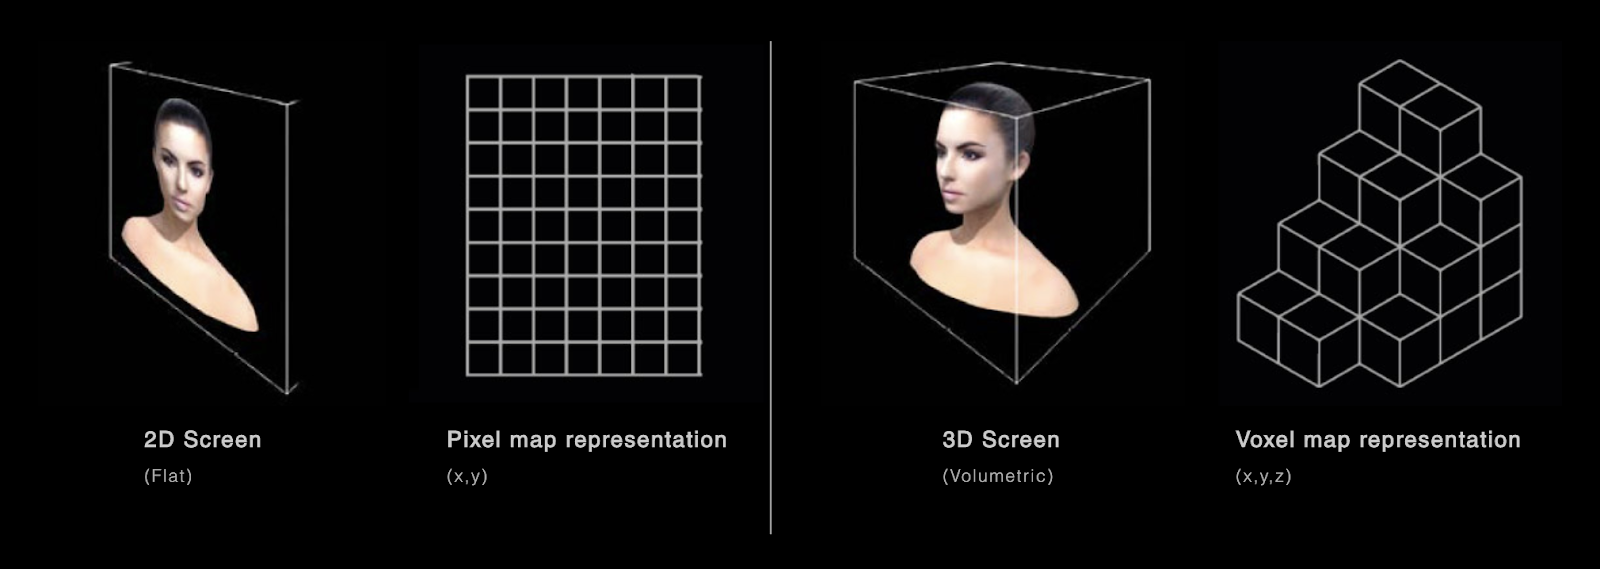 2D Screen
(Flat)
Pixel map representation
(x,y)
3D Screen
(Volumetric)
Voxel map representation
(x,y,z)